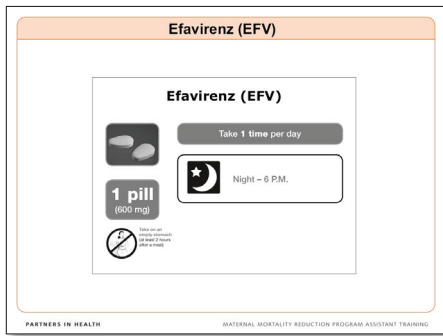 Efavirenz (EFV)
Efavirenz (EFV)
Take 1 time per day
Night – 6 P.M.
1 pill
(600 mg)
Take on an
empty stomach
(at least 2 hours
after a meal)
PARTNERS IN HEALTH
MATERNAL MORTALITY REDUCTION PROGRAM ASSISTANT TRAINING